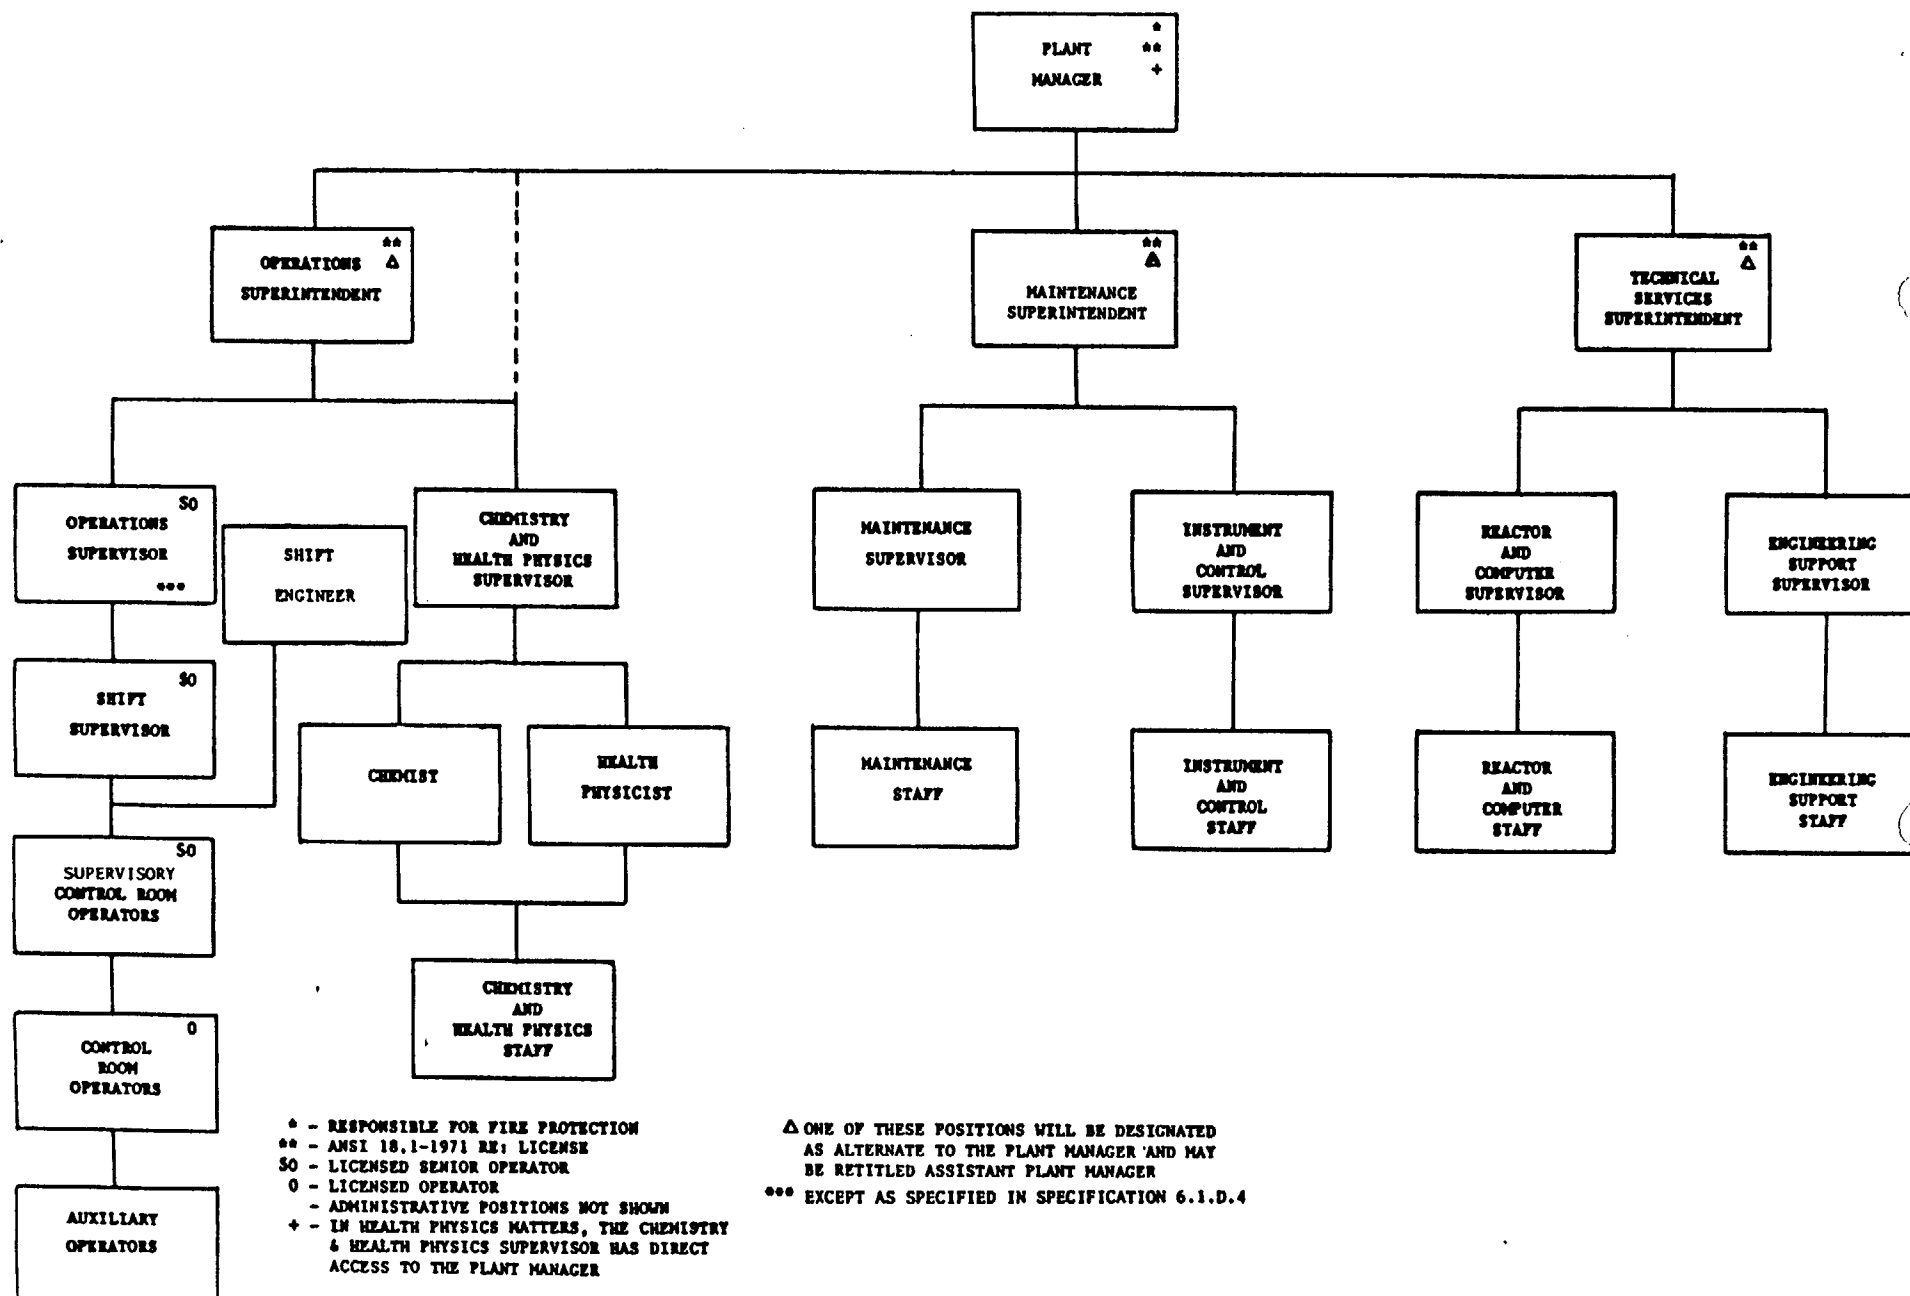 *
PLANT **
MANAGER +
**
OPERATIONS Δ
SUPERINTENDENT
**
Δ
MAINTENANCE
SUPERINTENDENT
**
Δ
TECHNICAL
SERVICES
SUPERINTENDENT
SO
OPERATIONS
SUPERVISOR
***
SHIFT
ENGINEER
CHEMISTRY
AND
HEALTH PHYSICS
SUPERVISOR
MAINTENANCE
SUPERVISOR
INSTRUMENT
AND
CONTROL
SUPERVISOR
REACTOR
AND
COMPUTER
SUPERVISOR
ENGINEERING
SUPPORT
SUPERVISOR
SO
SHIFT
SUPERVISOR
CHEMIST
HEALTH
PHYSICIST
MAINTENANCE
STAFF
INSTRUMENT
AND
CONTROL
STAFF
REACTOR
AND
COMPUTER
STAFF
ENGINEERING
SUPPORT
STAFF
SO
SUPERVISORY
CONTROL ROOM
OPERATORS
CHEMISTRY
AND
HEALTH PHYSICS
STAFF
O
CONTROL
ROOM
OPERATORS
AUXILIARY
OPERATORS
* - RESPONSIBLE FOR FIRE PROTECTION
** - ANSI 18.1-1971 RE: LICENSE
SO - LICENSED SENIOR OPERATOR
O - LICENSED OPERATOR
- ADMINISTRATIVE POSITIONS NOT SHOWN
+ - IN HEALTH PHYSICS MATTERS, THE CHEMISTRY
& HEALTH PHYSICS SUPERVISOR HAS DIRECT
ACCESS TO THE PLANT MANAGER
Δ ONE OF THESE POSITIONS WILL BE DESIGNATED
AS ALTERNATE TO THE PLANT MANAGER AND MAY
BE RETITLED ASSISTANT PLANT MANAGER
*** EXCEPT AS SPECIFIED IN SPECIFICATION 6.1.D.4